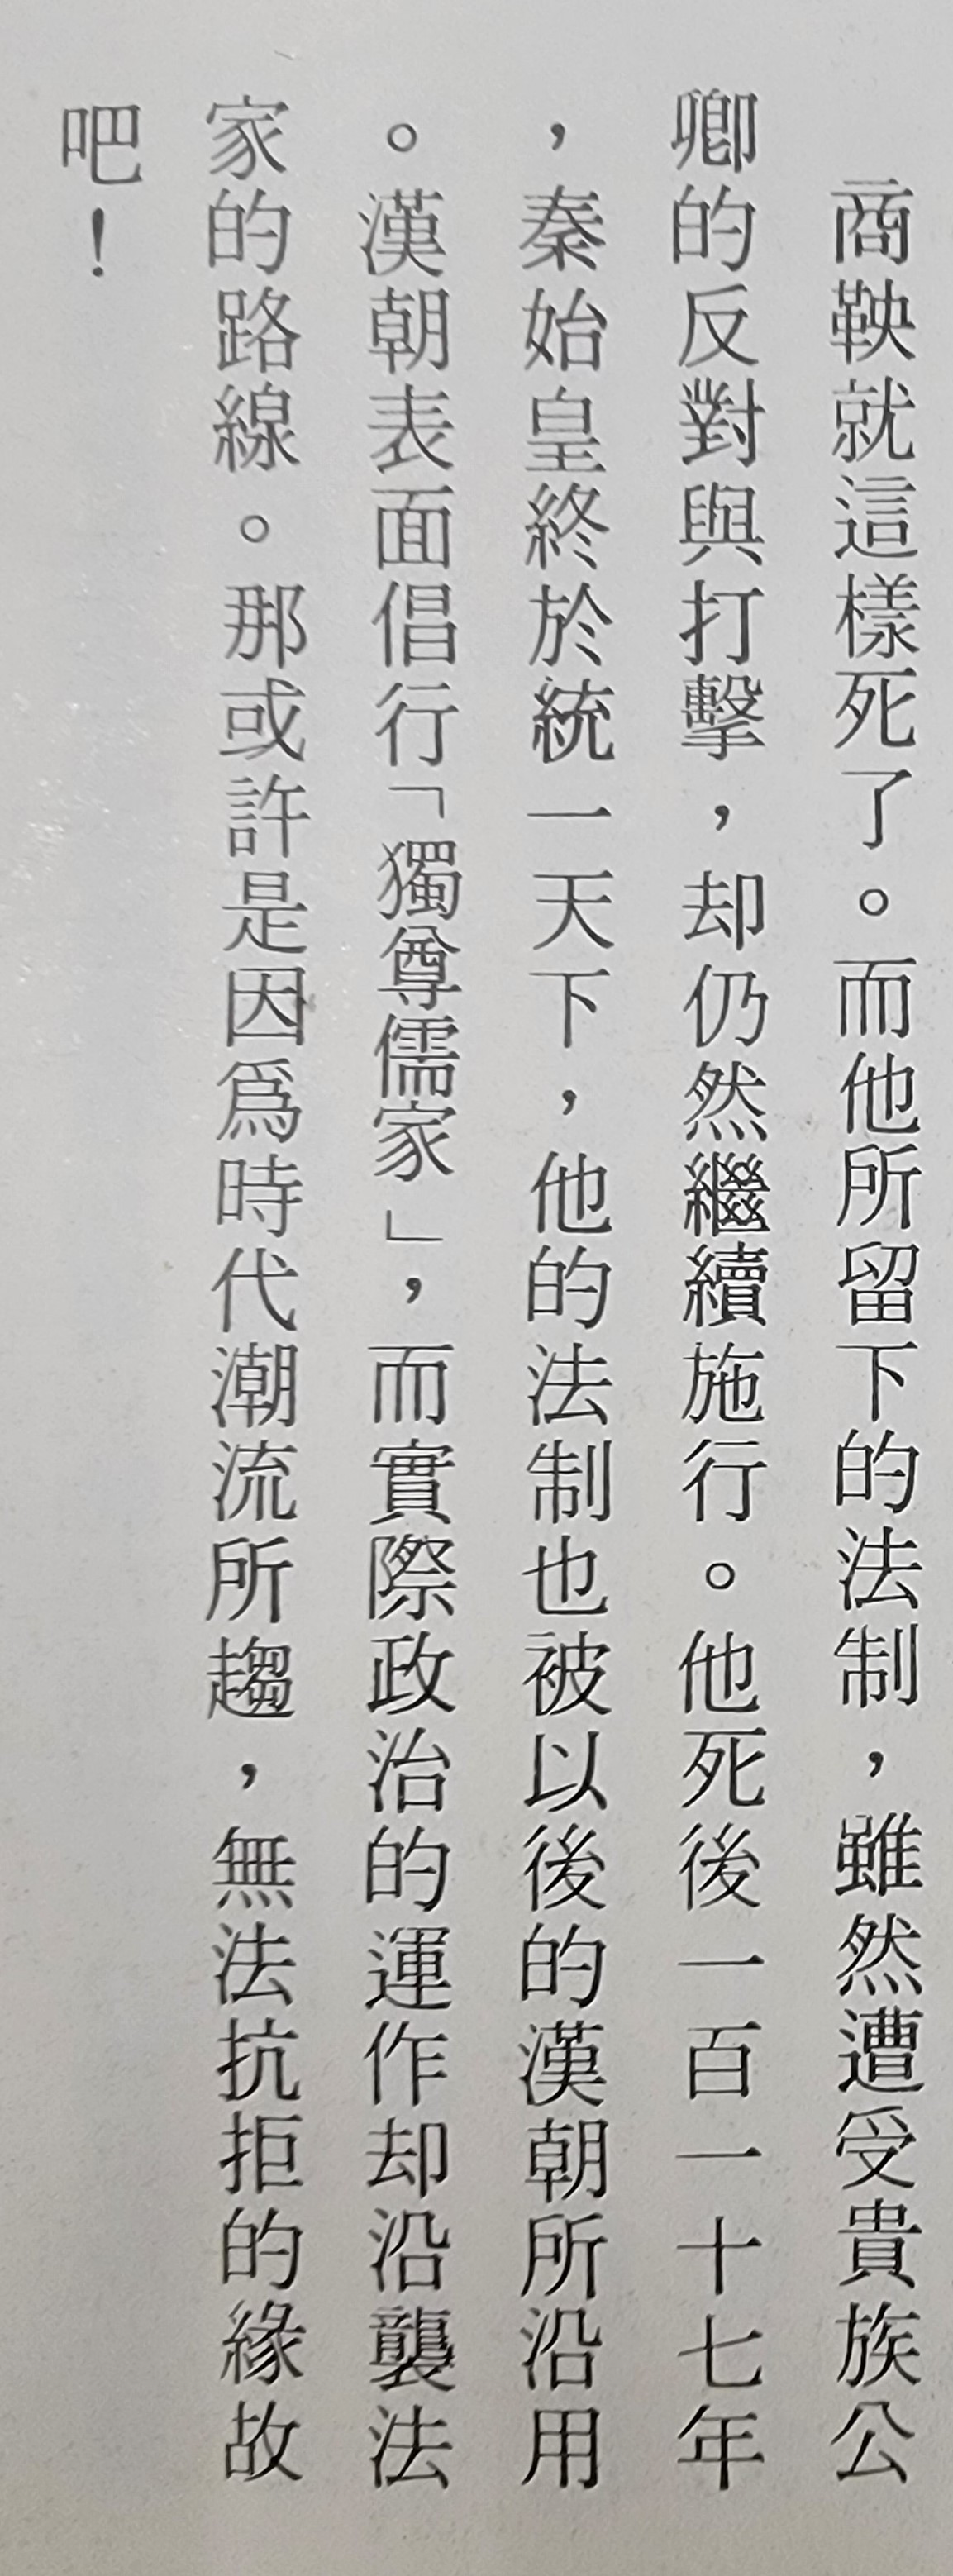 商鞅就這樣死了。而他所留下的法制，雖然遭受貴族公
卿的反對與打擊，却仍然繼續施行。他死後一百一十七年
，秦始皇終於統一天下，他的法制也被以後的漢朝所沿用
。漢朝表面倡行「獨尊儒家」，而實際政治的運作却沿襲法
家的路線。那或許是因爲時代潮流所趨，無法抗拒的緣故
吧！